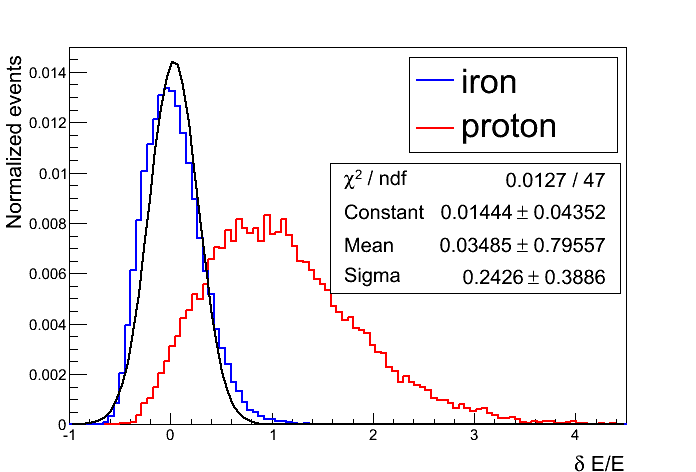 Normalized events
0.014
0.012
0.01
0.008
0.006
0.004
0.002
0
iron
proton
χ² / ndf 0.0127 / 47
Constant 0.01444 ± 0.04352
Mean 0.03485 ± 0.79557
Sigma 0.2426 ± 0.3886
-1 0 1 2 3 4
δ E/E